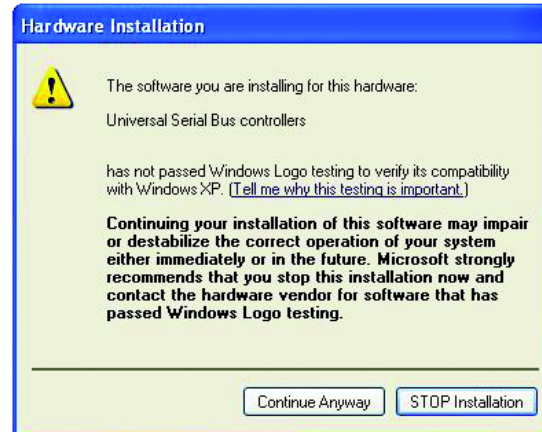 Hardware Installation
The software you are installing for this hardware:
Universal Serial Bus controllers
has not passed Windows Logo testing to verify its compatibility
with Windows XP. (Tell me why this testing is important.)
Continuing your installation of this software may impair
or destabilize the correct operation of your system
either immediately or in the future. Microsoft strongly
recommends that you stop this installation now and
contact the hardware vendor for software that has
passed Windows Logo testing.
Continue Anyway
STOP Installation